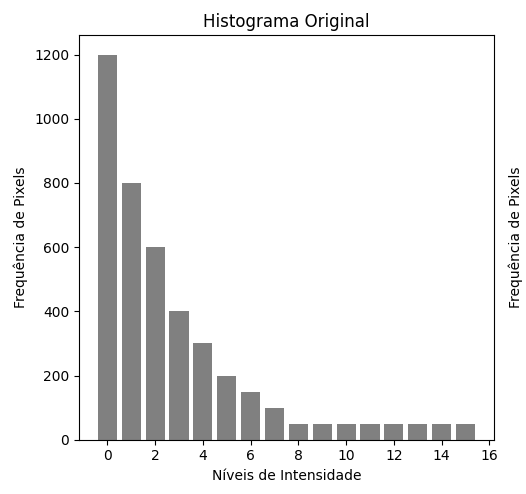 Histograma Original
1200
1000
800
600
400
200
0
Frequência de Pixels
0 2 4 6 8 10 12 14 16
Níveis de Intensidade
Frequência de Pixels